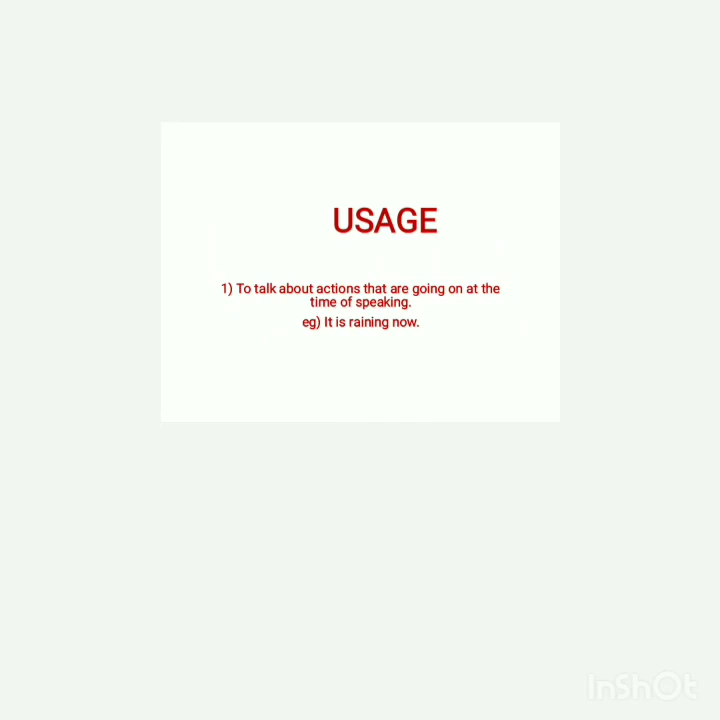 USAGE
1) To talk about actions that are going on at the
time of speaking.
eg) It is raining now.
InShOt